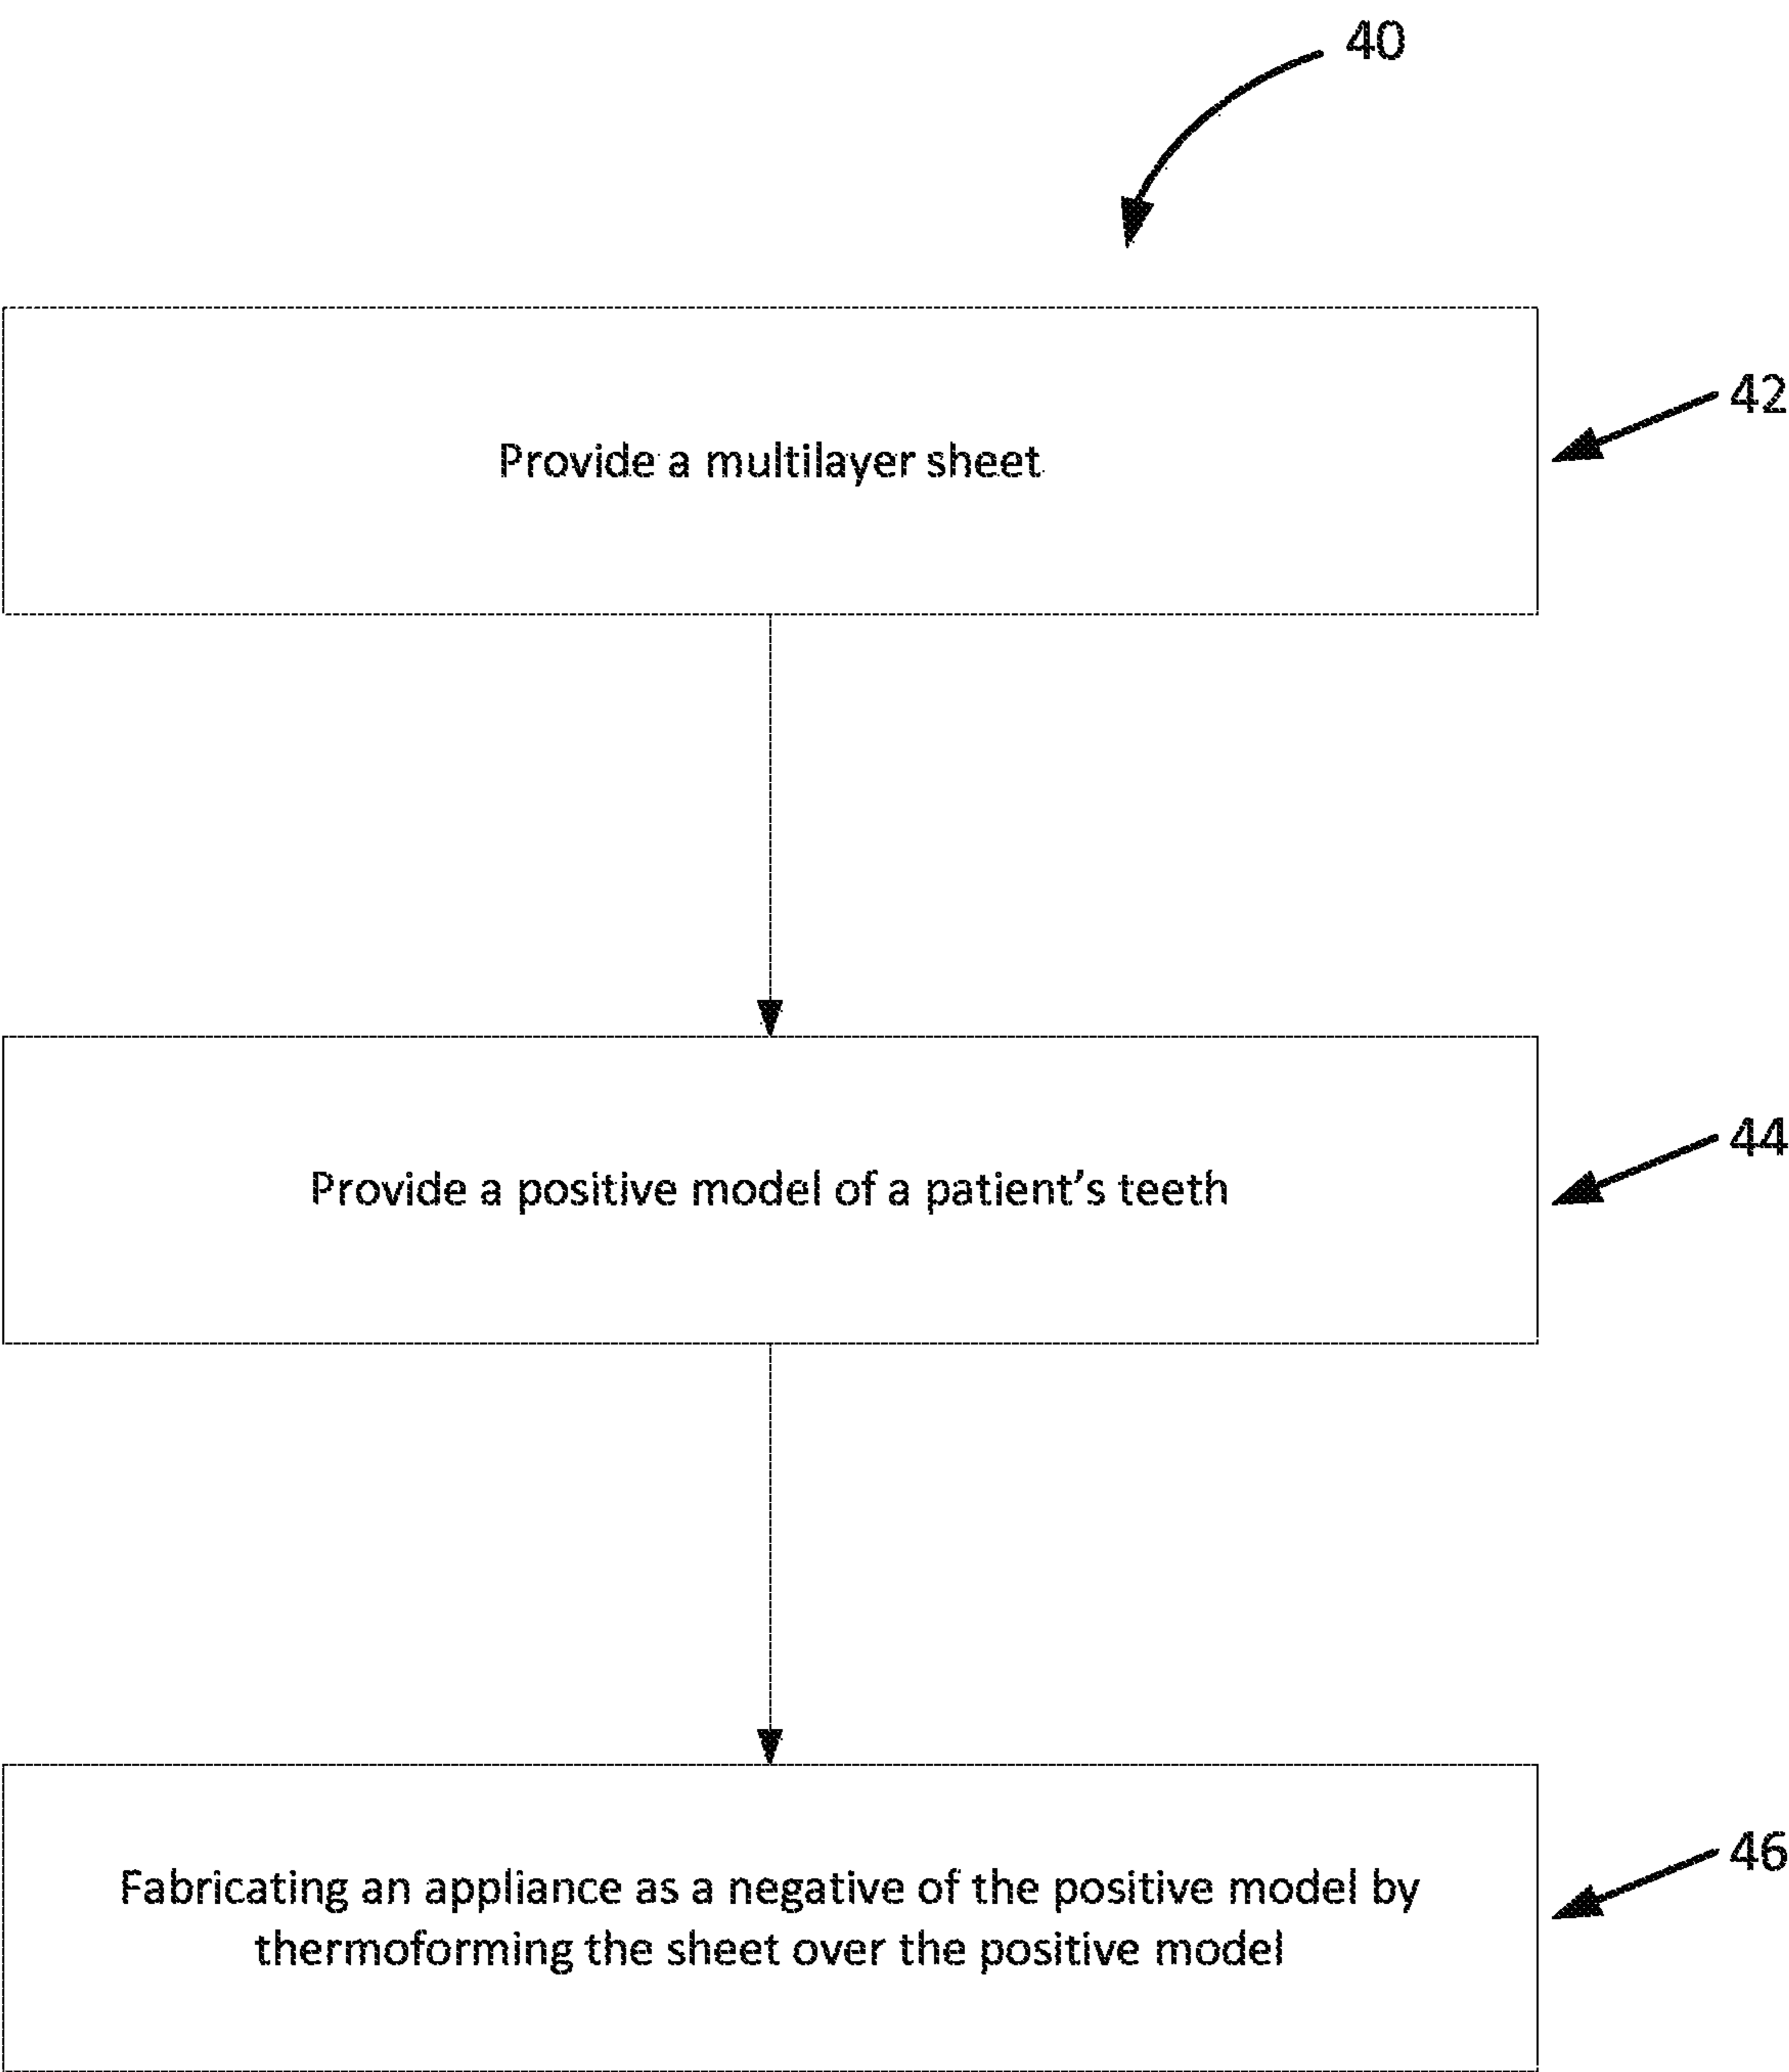 40
Provide a multilayer sheet
42
Provide a positive model of a patient's teeth
44
Fabricating an appliance as a negative of the positive model by
thermoforming the sheet over the positive model
46